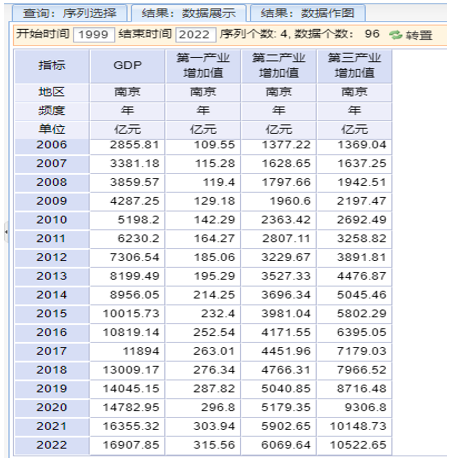 查询：序列选择 结果：数据展示 结果：数据作图
开始时间 1999 结束时间 2022 序列个数: 4, 数据个数： 96 转置
指标 GDP 第一产业增加值 第二产业增加值 第三产业增加值
地区 南京 南京 南京 南京
频度 年 年 年 年
单位 亿元 亿元 亿元 亿元
2006 2855.81 109.55 1377.22 1369.04
2007 3381.18 115.28 1628.65 1637.25
2008 3859.57 119.4 1797.66 1942.51
2009 4287.25 129.18 1960.6 2197.47
2010 5198.2 142.29 2363.42 2692.49
2011 6230.2 164.27 2807.11 3258.82
2012 7306.54 185.06 3229.67 3891.81
2013 8199.49 195.29 3527.33 4476.87
2014 8956.05 214.25 3696.34 5045.46
2015 10015.73 232.4 3981.04 5802.29
2016 10819.14 252.54 4171.55 6395.05
2017 11894 263.01 4451.96 7179.03
2018 13009.17 276.34 4766.31 7966.52
2019 14045.15 287.82 5040.85 8716.48
2020 14782.95 296.8 5179.35 9306.8
2021 16355.32 303.94 5902.65 10148.73
2022 16907.85 315.56 6069.64 10522.65